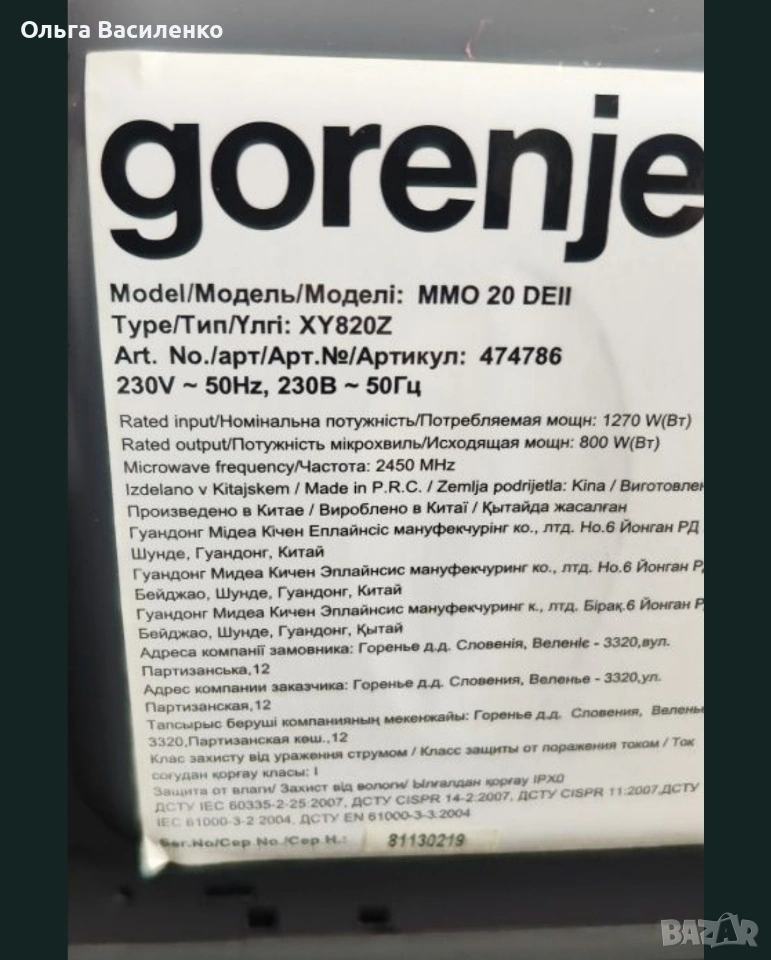 Ольга Василенко
gorenje
Model/Модель/Моделі: MMO 20 DEII
Type/Тип/Үлгі: XY820Z
Art. No./арт/Арт.№/Артикул: 474786
230V ~ 50Hz, 230В ~ 50Гц
Rated input/Номінальна потужність/Потребляемая мощн: 1270 W(Вт)
Rated output/Потужність мікрохвиль/Исходящая мощн: 800 W(Вт)
Microwave frequency/Частота: 2450 MHz
Izdelano v Kitajskem / Made in P.R.C. / Zemlja podrijetla: Kina / Виготовлен
Произведено в Китае / Вироблено в Китаї / Қытайда жасалған
Гуандонг Мідеа Кічен Еплайнсіс мануфекчурінг ко., лтд. Но.6 Йонган РД
Шунде, Гуандонг, Китай
Гуандонг Мидеа Кичен Эплайнсис мануфекчуринг ко., лтд. Но.6 Йонган РД
Бейджао, Шунде, Гуандонг, Китай
Гуандонг Мидеа Кичен Эплайнсис мануфекчуринг к., лтд. Бірақ.6 Йонган РД
Бейджао, Шунде, Гуандонг, Қытай
Адреса компанії замовника: Горенье д.д. Словенія, Веленіє - 3320,вул.
Партизанська,12
Адрес компании заказчика: Горенье д.д. Словения, Веленье - 3320,ул.
Партизанская,12
Тапсырыс беруші компанияның мекенжайы: Горенье д.д. Словения, Веленье
3320,Партизанская көш.,12
Клас захисту від ураження струмом / Класс защиты от поражения током / Ток
соғудан қорғау класы: I
Защита от влаги/ Захист від вологи/ Ылғалдан қорғау IPX0
ДСТУ IEC 60335-2-25:2007, ДСТУ CISPR 14-2:2007, ДСТУ CISPR 11:2007,ДСТУ
IEC 61000-3-2 2004, ДСТУ EN 61000-3-3:2004
Ser.No/Сер No./Сер Н.: 81130219
BAZAR